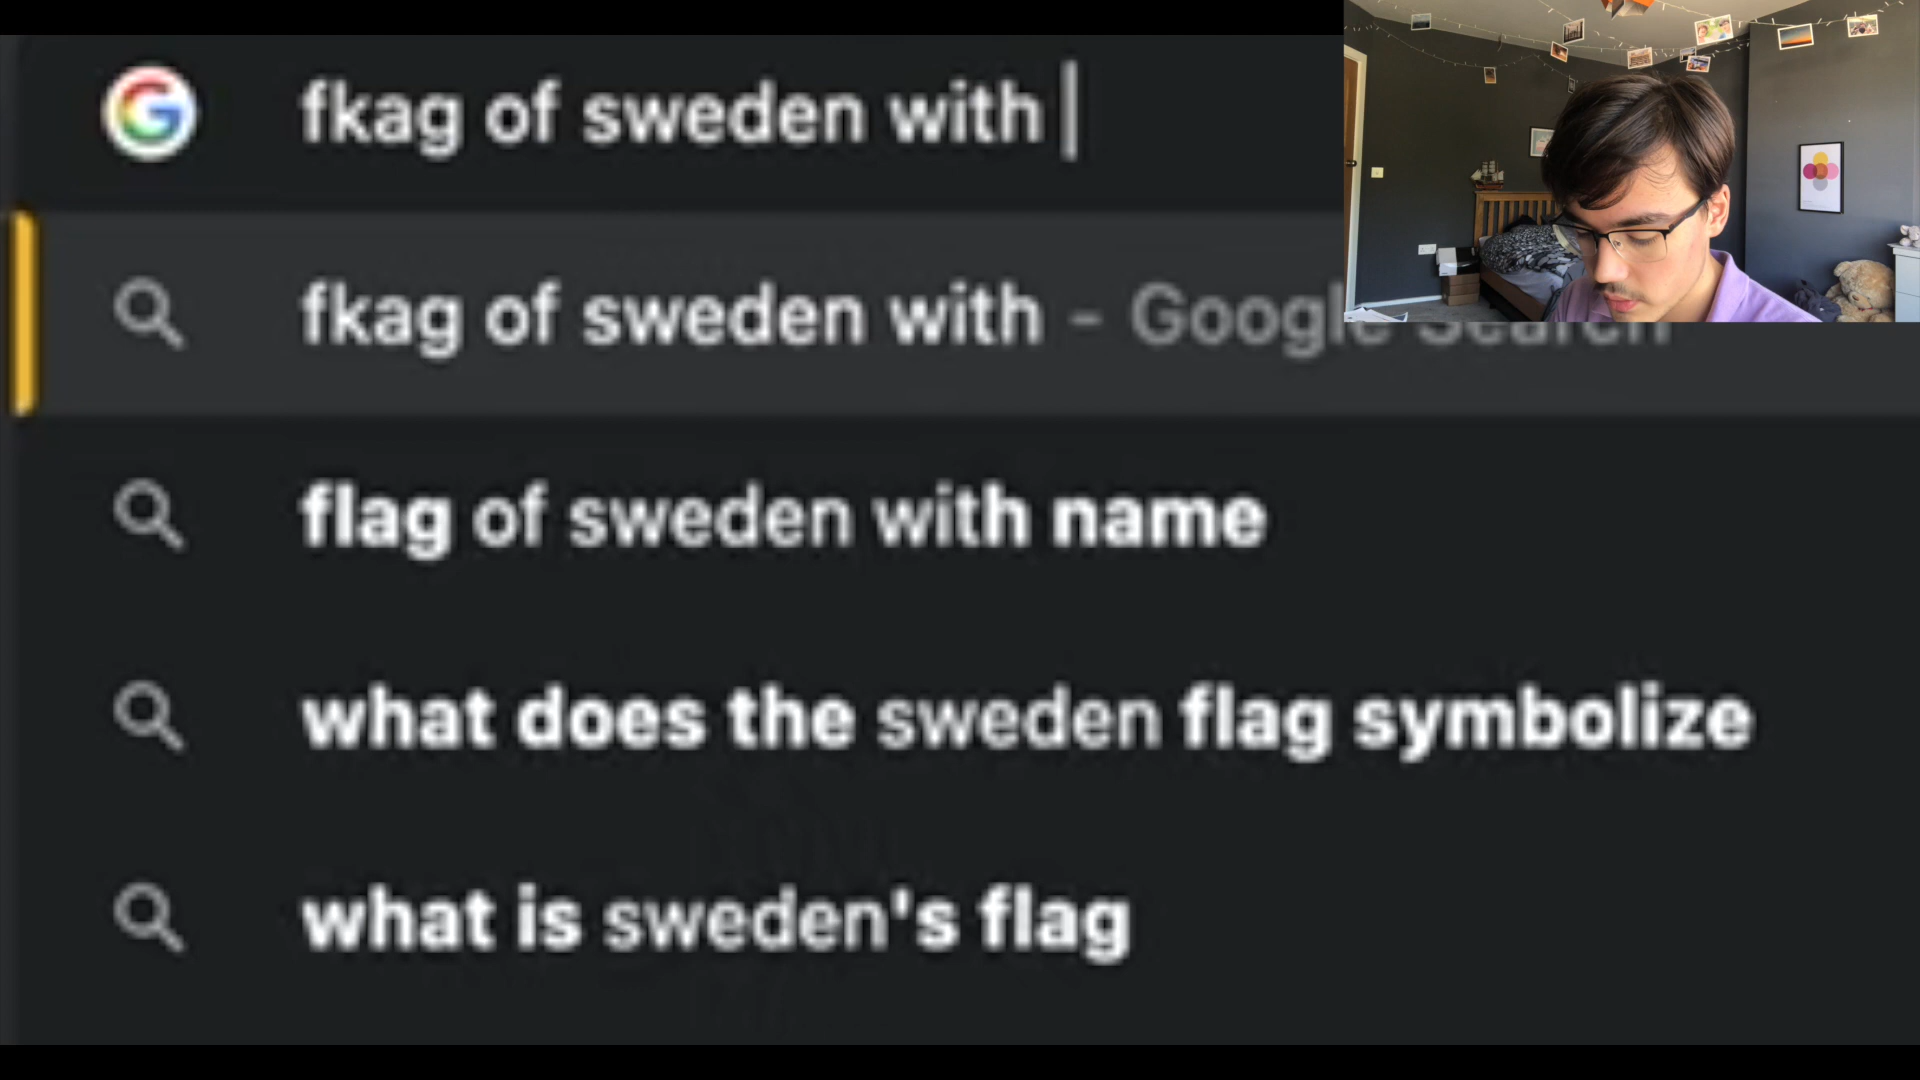 fkag of sweden with
fkag of sweden with - Google Search
flag of sweden with name
what does the sweden flag symbolize
what is sweden's flag